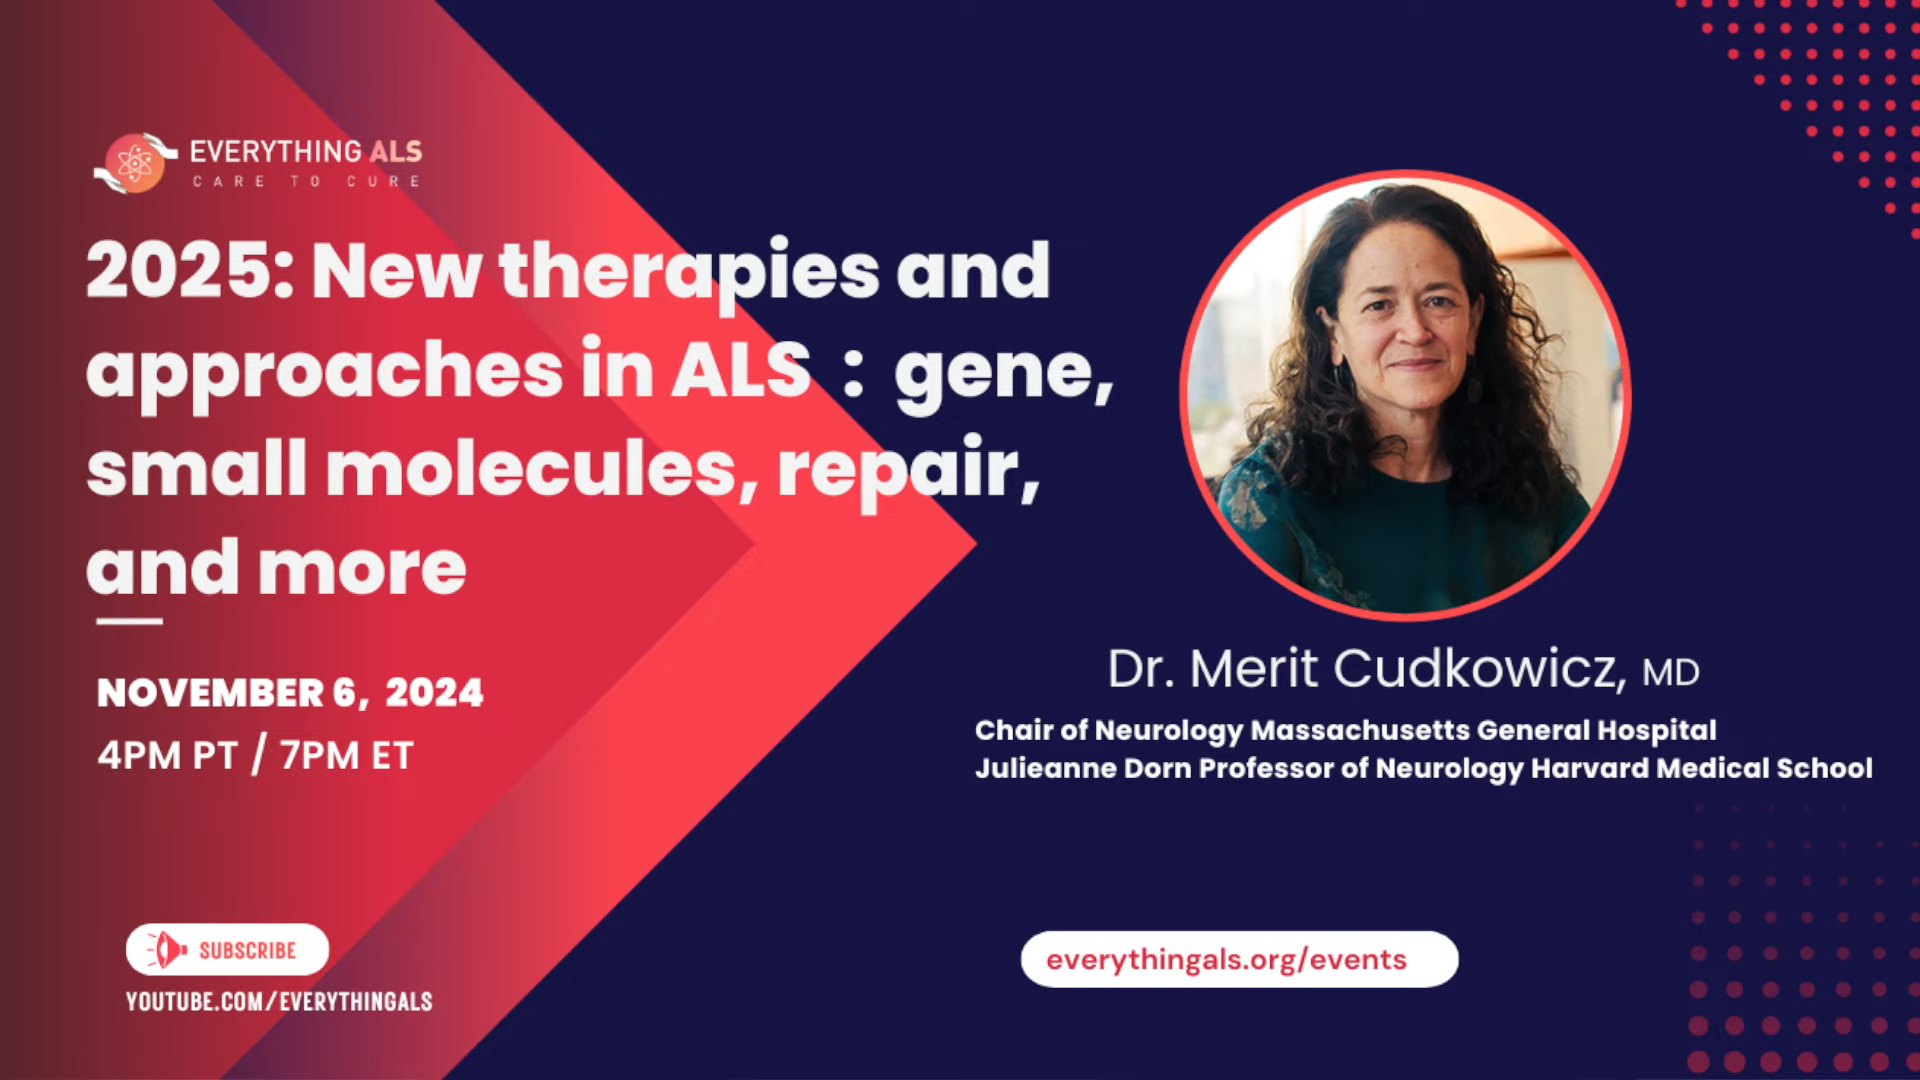 EVERYTHING ALS
CARE TO CURE
2025: New therapies and
approaches in ALS : gene,
small molecules, repair,
and more
NOVEMBER 6, 2024
4PM PT / 7PM ET
SUBSCRIBE
YOUTUBE.COM/EVERYTHINGALS
Dr. Merit Cudkowicz, MD
Chair of Neurology Massachusetts General Hospital
Julieanne Dorn Professor of Neurology Harvard Medical School
everythingals.org/events